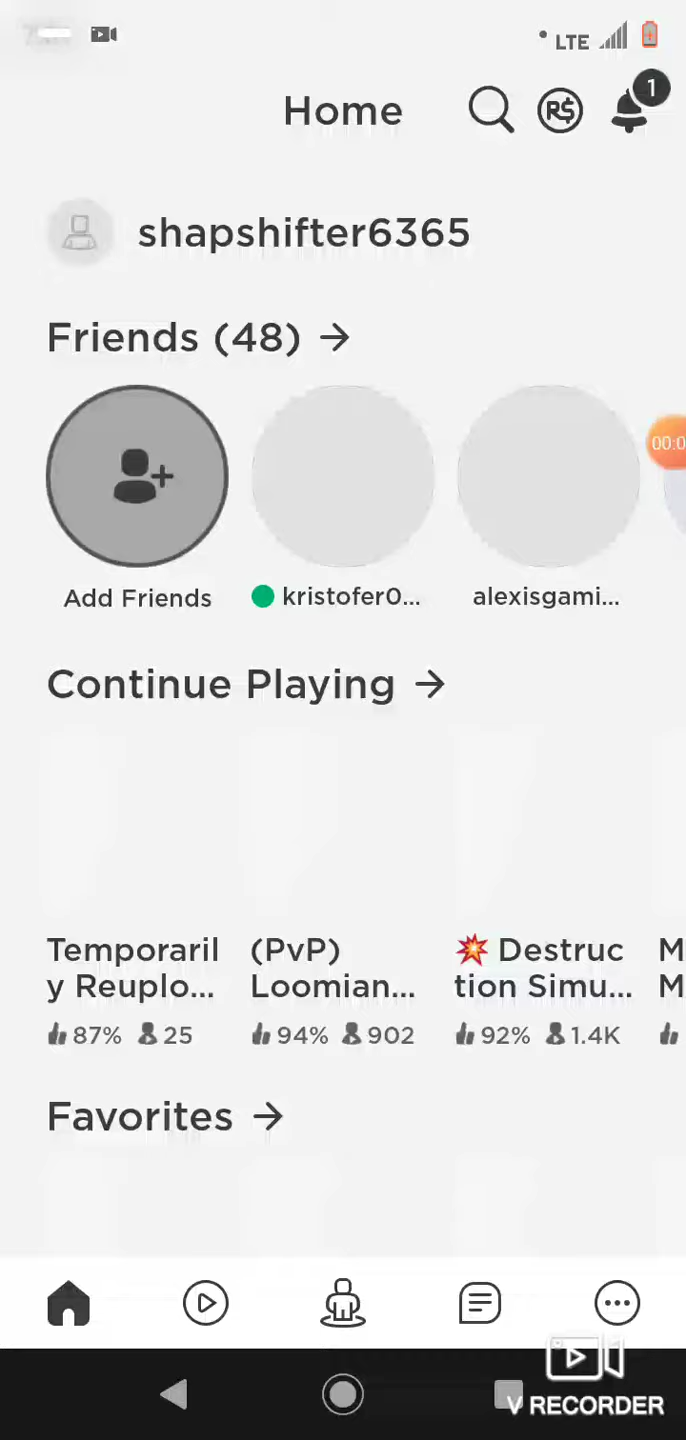 LTE
Home
R$
1
shapshifter6365
Friends (48) →
00:0
Add Friends
kristofer0...
alexisgami...
Continue Playing →
Temporaril
y Reuplo...
87% 25
(PvP)
Loomian...
94% 902
💥 Destruc
tion Simu...
92% 1.4K
M
M
Favorites →
V RECORDER